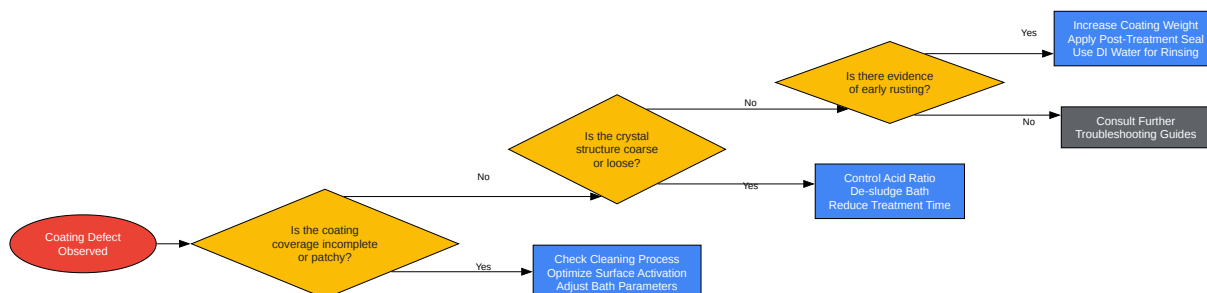 Coating Defect
Observed
Is the coating
coverage incomplete
or patchy?
Yes
Check Cleaning Process
Optimize Surface Activation
Adjust Bath Parameters
No
Is the crystal
structure coarse
or loose?
Yes
Control Acid Ratio
De-sludge Bath
Reduce Treatment Time
No
Is there evidence
of early rusting?
Yes
Increase Coating Weight
Apply Post-Treatment Seal
Use DI Water for Rinsing
No
Consult Further
Troubleshooting Guides